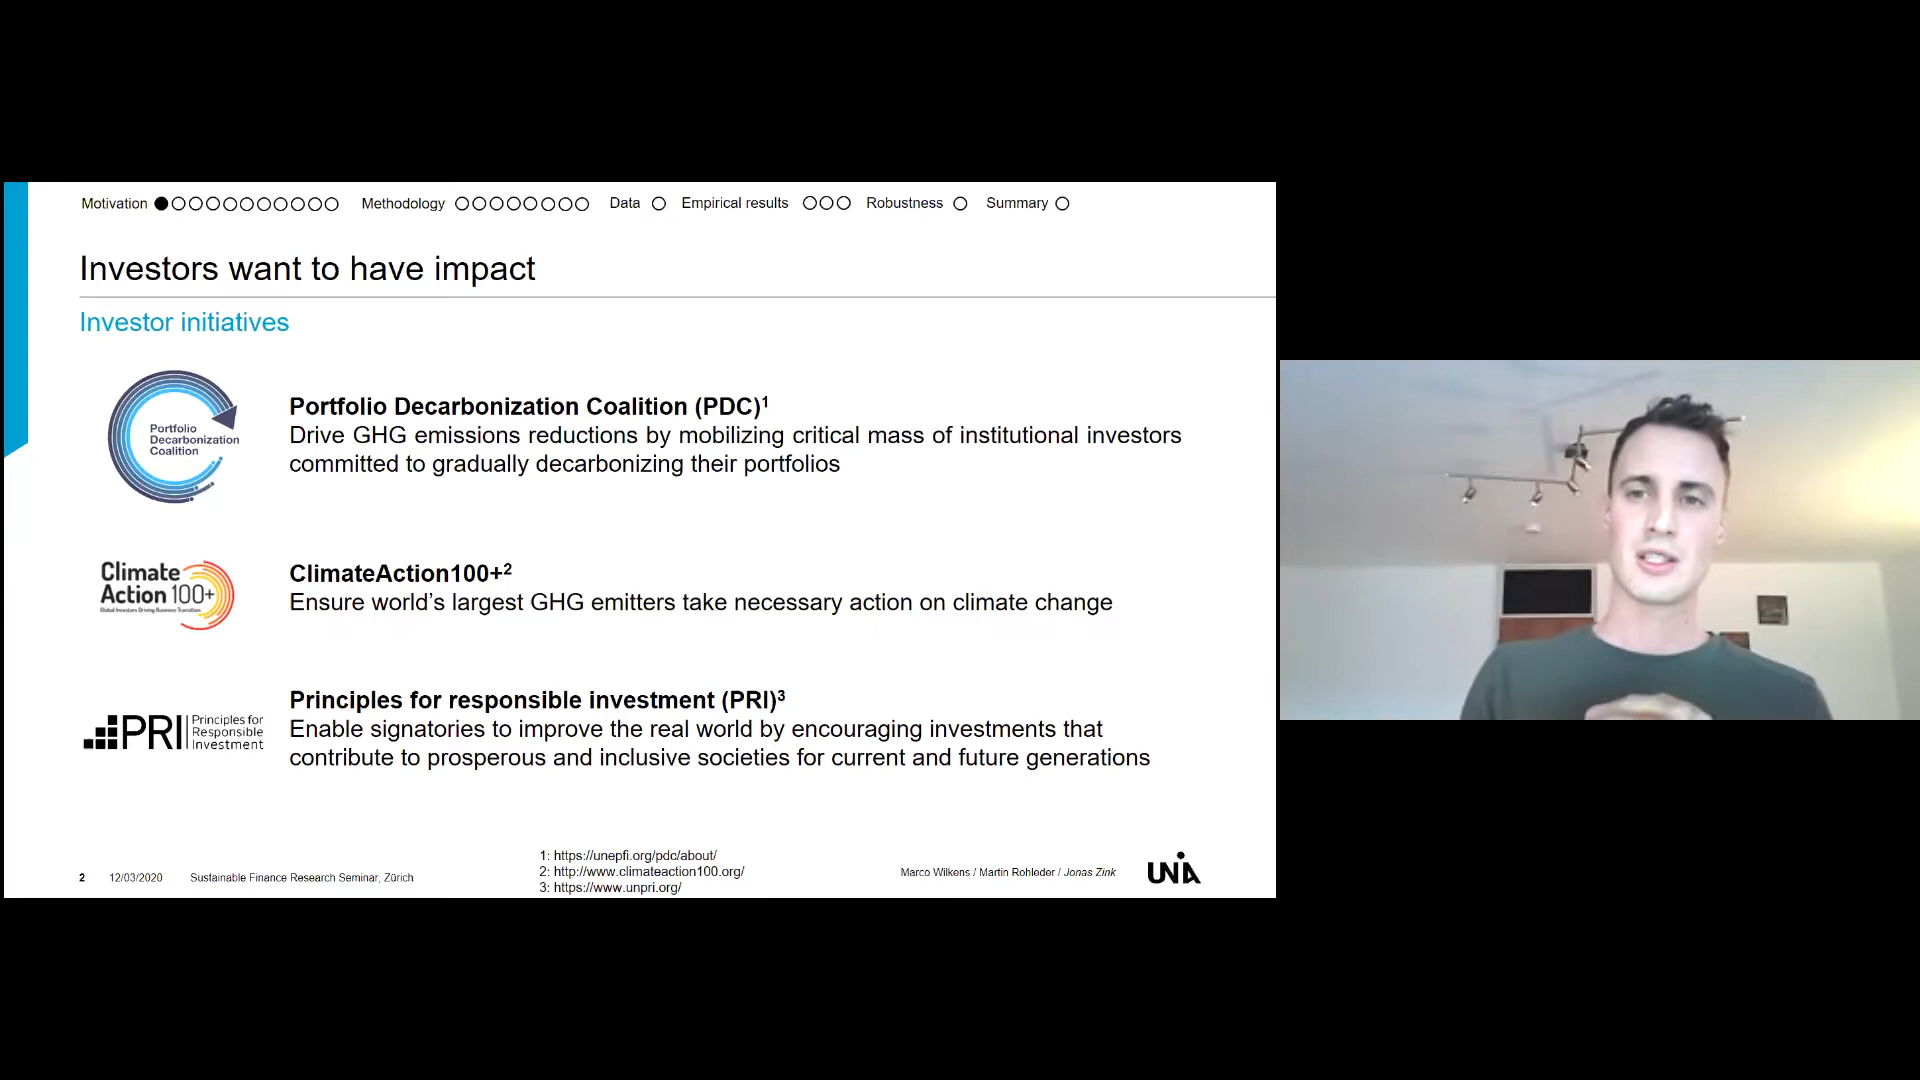 Motivation
Methodology
Data
Empirical results
Robustness
Summary
Investors want to have impact
Investor initiatives
Portfolio
Decarbonization
Coalition
Portfolio Decarbonization Coalition (PDC)¹
Drive GHG emissions reductions by mobilizing critical mass of institutional investors
committed to gradually decarbonizing their portfolios
Climate
Action 100+
Global Investors Driving Business Transition
ClimateAction100+²
Ensure world’s largest GHG emitters take necessary action on climate change
PRI
Principles for
Responsible
Investment
Principles for responsible investment (PRI)³
Enable signatories to improve the real world by encouraging investments that
contribute to prosperous and inclusive societies for current and future generations
1: https://unepfi.org/pdc/about/
2: http://www.climateaction100.org/
3: https://www.unpri.org/
2 12/03/2020 Sustainable Finance Research Seminar, Zürich
Marco Wilkens / Martin Rohleder / Jonas Zink
UNIA